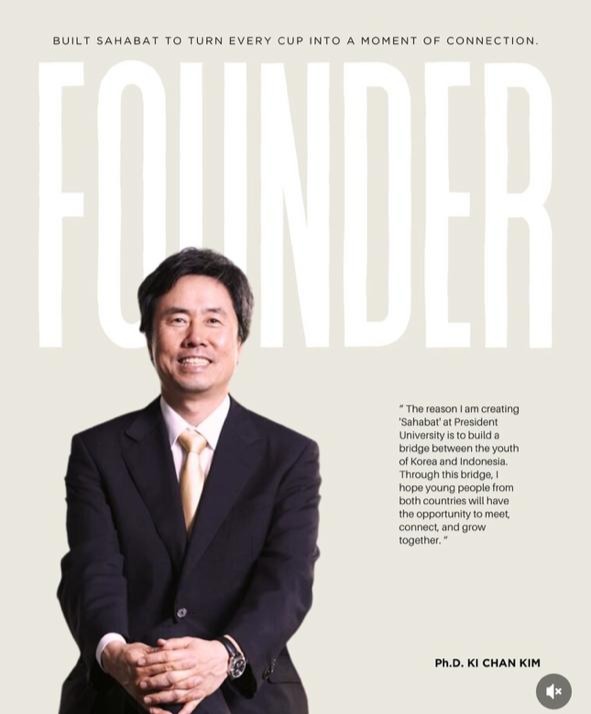 BUILT SAHABAT TO TURN EVERY CUP INTO A MOMENT OF CONNECTION.
FOUNDER
“ The reason I am creating
'Sahabat' at President
University is to build a
bridge between the youth
of Korea and Indonesia.
Through this bridge, I
hope young people from
both countries will have
the opportunity to meet,
connect, and grow
together. ”
Ph.D. KI CHAN KIM